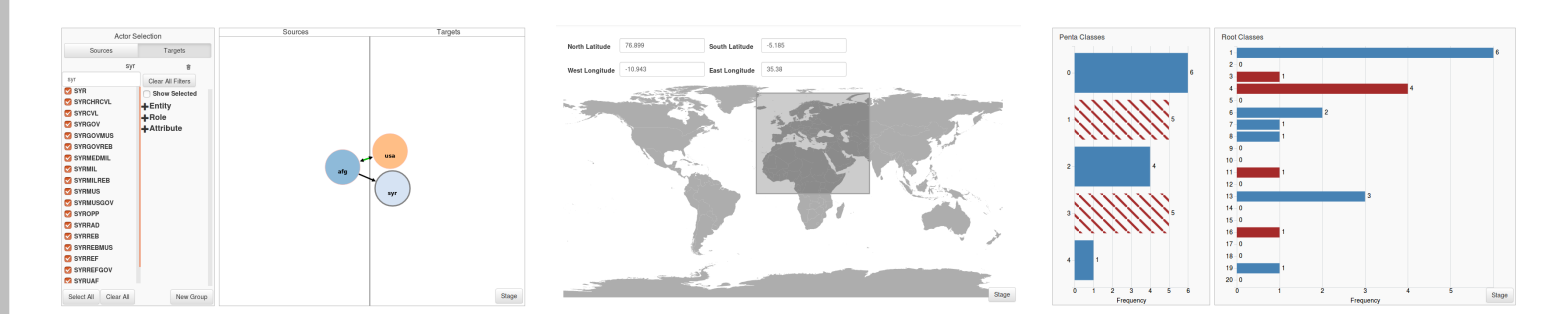 Actor Selection
Sources Targets
syr
syr
Clear All Filters
SYR
Show Selected
SYRCHRCVL
Entity
SYRCVL
Role
SYRGOV
Attribute
SYRGOVMUS
SYRGOVREB
SYRMEDMIL
SYRMIL
SYRMILREB
SYRMUS
SYRMUSGOV
SYROPP
SYRRAD
SYRREB
SYRREBMUS
SYRREF
SYRREFGOV
SYRUAF
Select All Clear All New Group
Sources Targets
usa
afg
syr
Stage
North Latitude 76.899 South Latitude -5.165
West Longitude -10.943 East Longitude 35.38
Stage
Penta Classes
0 6
1 5
2 4
3 5
4 1
0 1 2 3 4 5 6
Frequency
Root Classes
1 6
2 0
3 1
4 4
5 0
6 2
7 1
8 1
9 0
10 0
11 1
12 0
13 3
14 0
15 0
16 1
17 0
18 0
19 1
20 0
0 1 2 3 4 5
Frequency
Stage